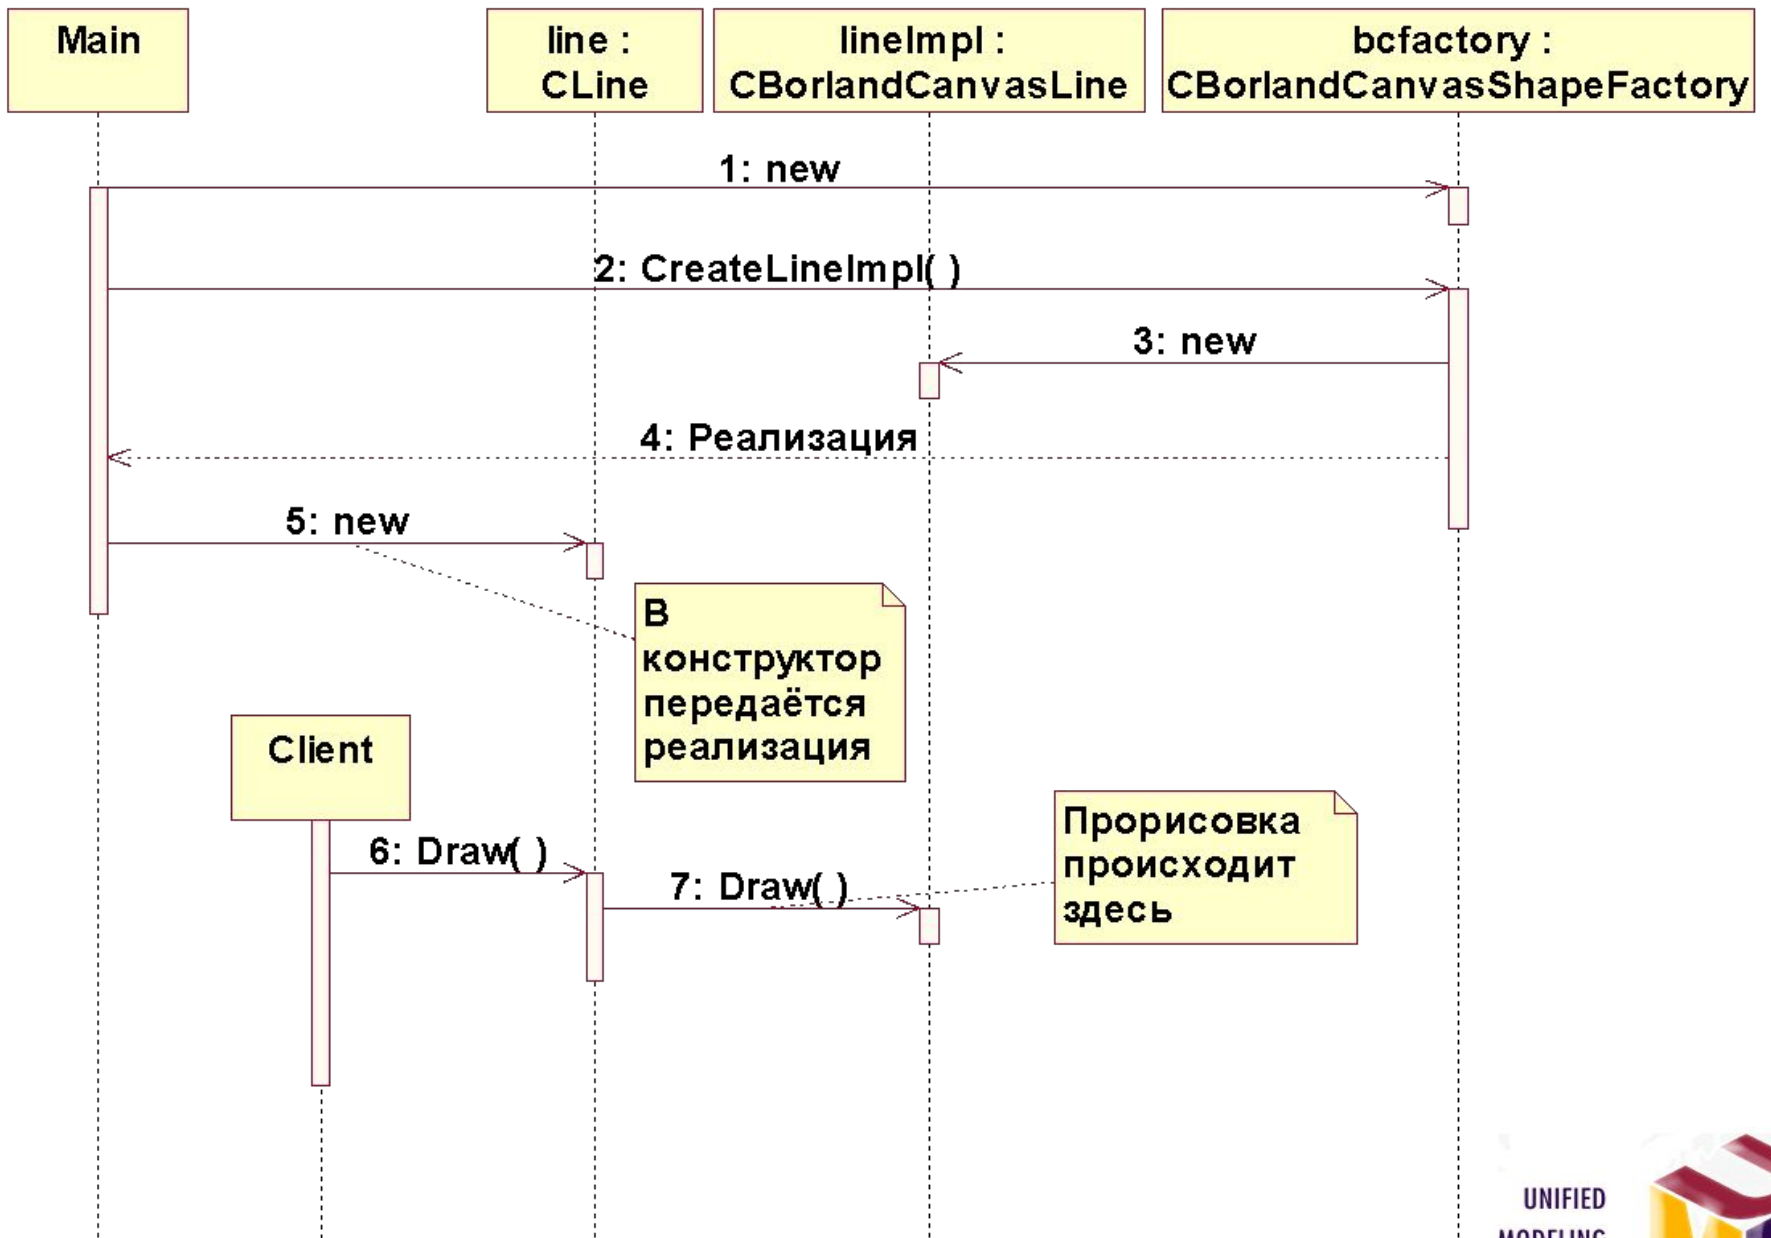 Main
line :
CLine
lineImpl :
CBorlandCanvasLine
bcfactory :
CBorlandCanvasShapeFactory
1: new
2: CreateLineImpl( )
3: new
4: Реализация
5: new
В
конструктор
передаётся
реализация
Client
6: Draw( )
7: Draw( )
Прорисовка
происходит
здесь
UNIFIED
MODELING